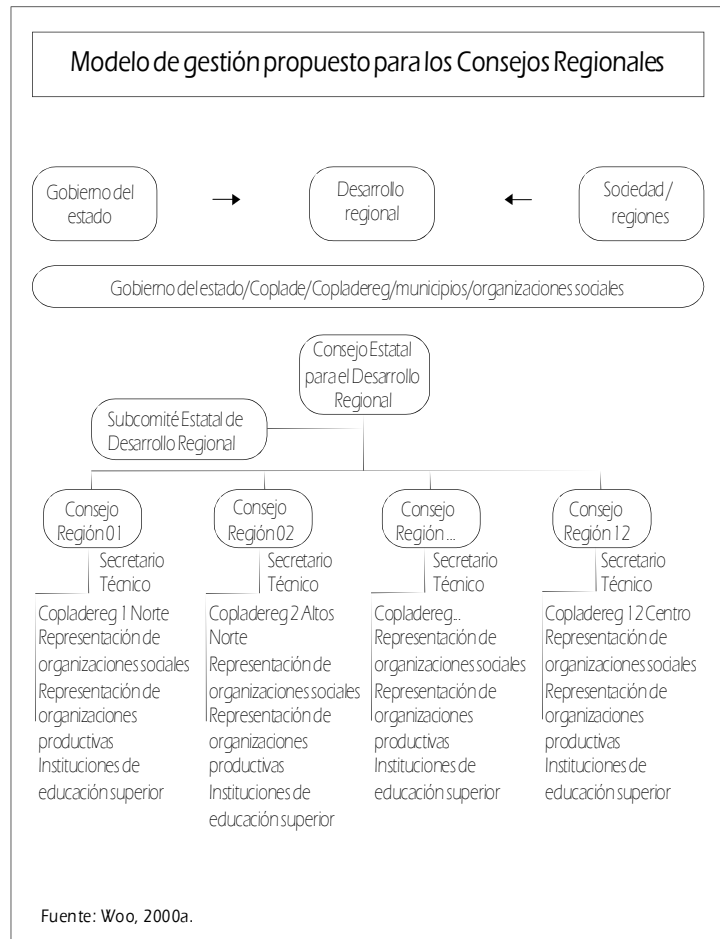 Modelo de gestión propuesto para los Consejos Regionales
Gobierno del
estado
Desarrollo
regional
Sociedad/
regiones
Gobierno del estado/Coplade/Copladereg/municipios/organizaciones sociales
Consejo Estatal
para el Desarrollo
Regional
Subcomité Estatal de
Desarrollo Regional
Consejo
Región 01
Secretario
Técnico
Copladereg 1 Norte
Representación de
organizaciones sociales
Representación de
organizaciones
productivas
Instituciones de
educación superior
Consejo
Región 02
Secretario
Técnico
Copladereg 2 Altos
Norte
Representación de
organizaciones sociales
Representación de
organizaciones
productivas
Instituciones de
educación superior
Consejo
Región ...
Secretario
Técnico
Copladereg...
Representación de
organizaciones sociales
Representación de
organizaciones
productivas
Instituciones de
educación superior
Consejo
Región 12
Secretario
Técnico
Copladereg 12 Centro
Representación de
organizaciones sociales
Representación de
organizaciones
productivas
Instituciones de
educación superior
Fuente: Woo, 2000a.